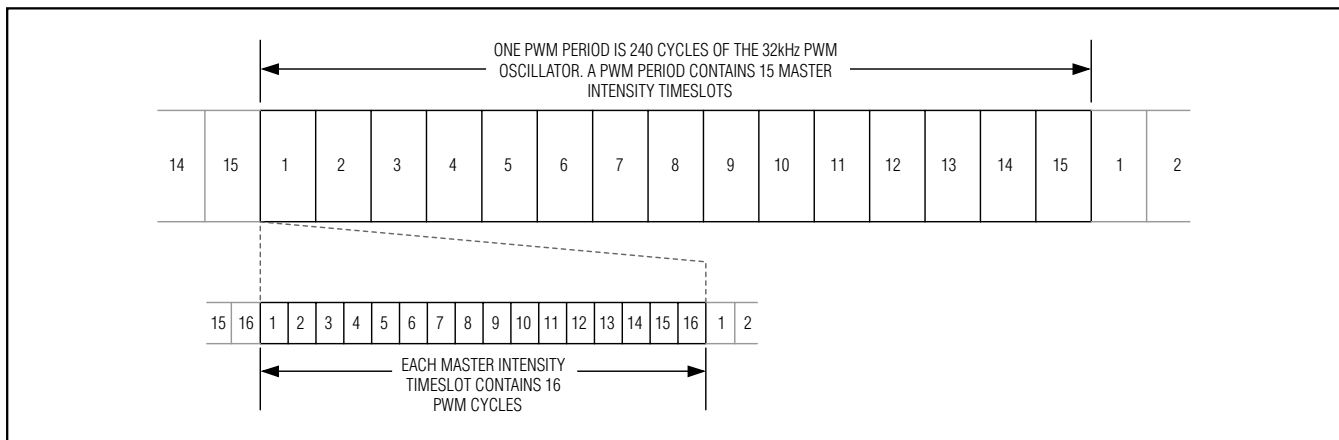 ONE PWM PERIOD IS 240 CYCLES OF THE 32kHz PWM
OSCILLATOR. A PWM PERIOD CONTAINS 15 MASTER
INTENSITY TIMESLOTS
14 15 1 2 3 4 5 6 7 8 9 10 11 12 13 14 15 1 2
15 16 1 2 3 4 5 6 7 8 9 10 11 12 13 14 15 16 1 2
EACH MASTER INTENSITY
TIMESLOT CONTAINS 16
PWM CYCLES